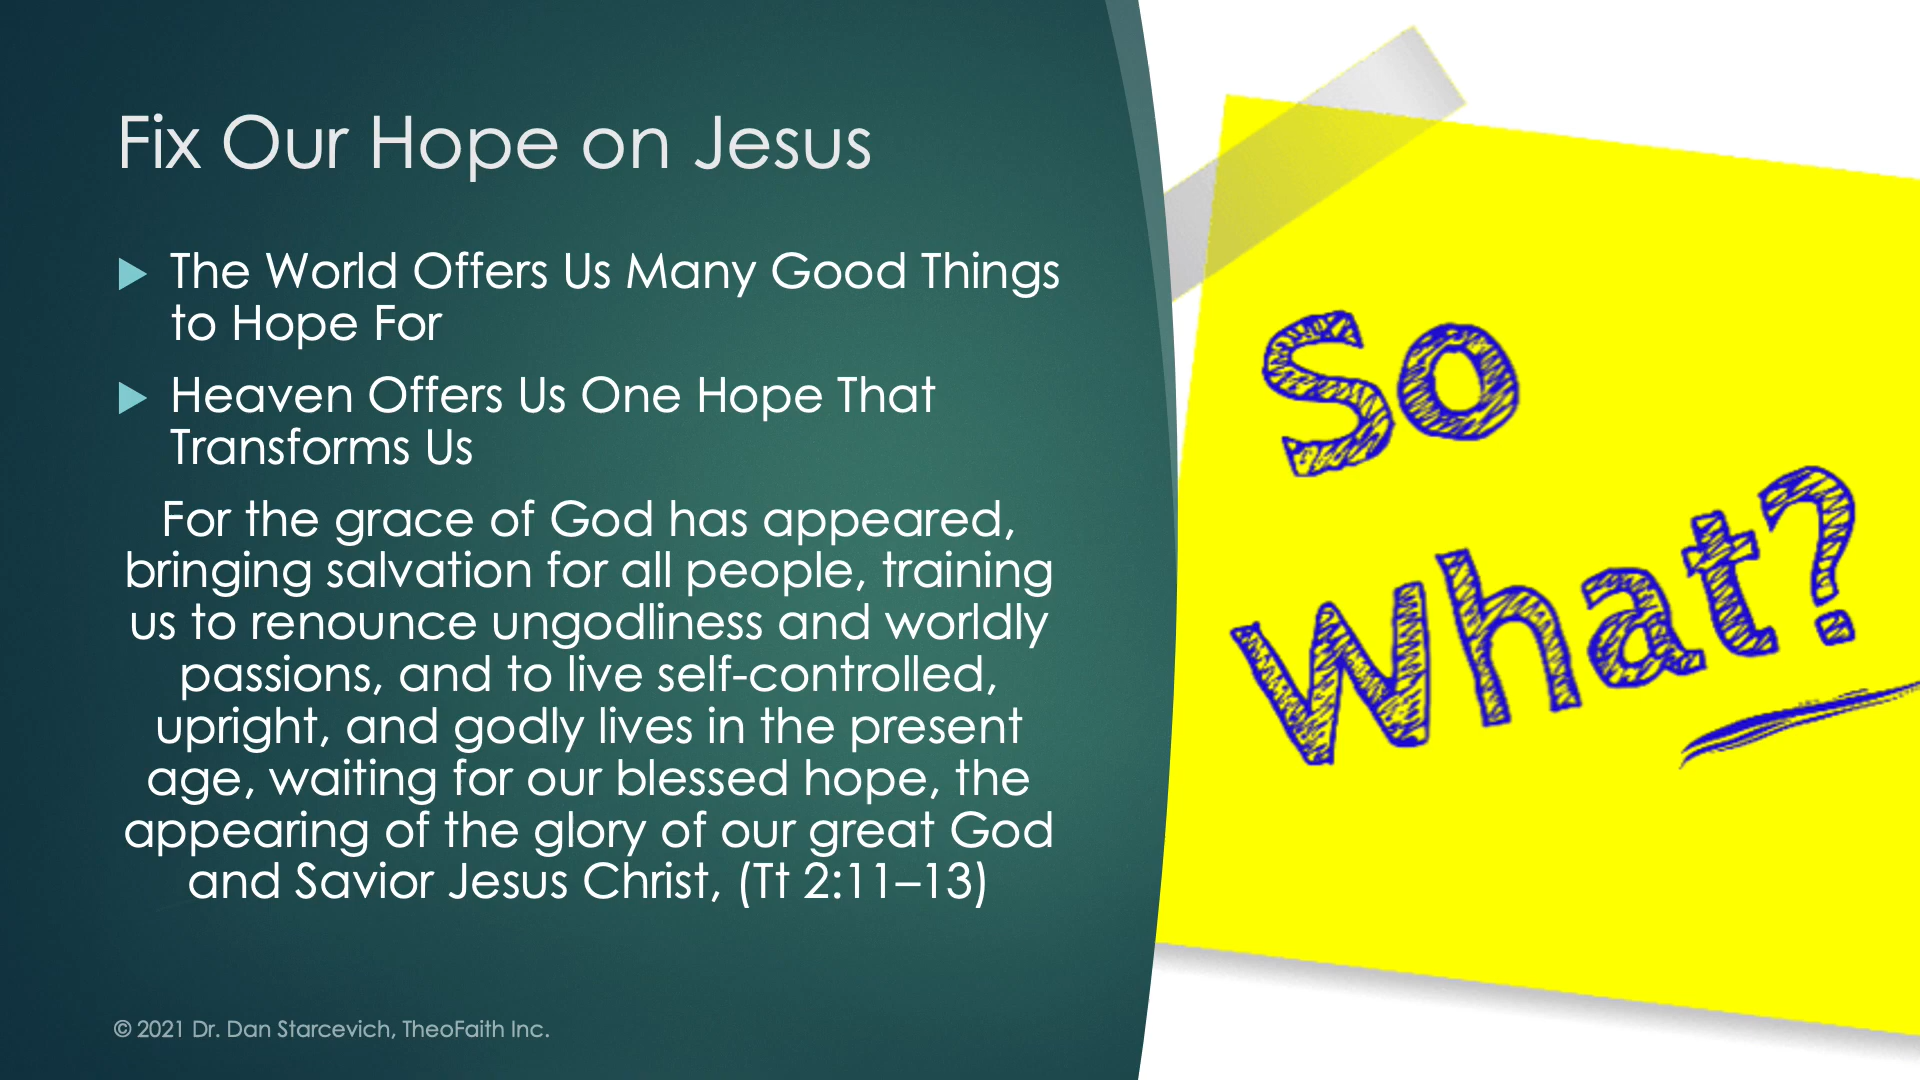 Fix Our Hope on Jesus
The World Offers Us Many Good Things
to Hope For
Heaven Offers Us One Hope That
Transforms Us
For the grace of God has appeared,
bringing salvation for all people, training
us to renounce ungodliness and worldly
passions, and to live self-controlled,
upright, and godly lives in the present
age, waiting for our blessed hope, the
appearing of the glory of our great God
and Savior Jesus Christ, (Tt 2:11–13)
© 2021 Dr. Dan Starcevich, TheoFaith Inc.
So
What?